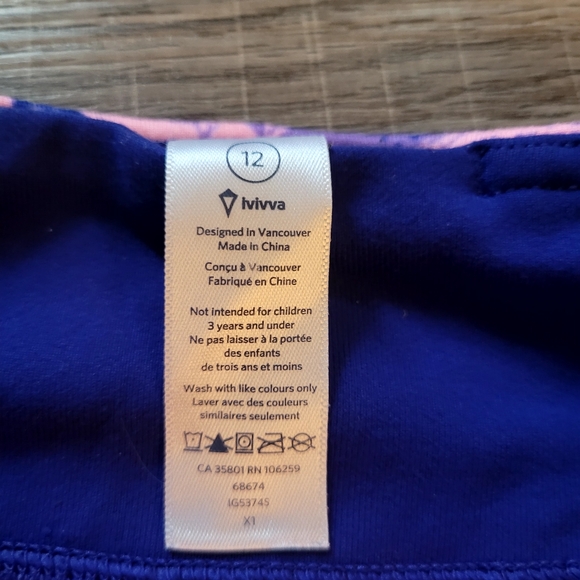 12
Ivivva
Designed in Vancouver
Made in China
Conçu à Vancouver
Fabriqué en Chine
Not intended for children
3 years and under
Ne pas laisser à la portée
des enfants
de trois ans et moins
Wash with like colours only
Laver avec des couleurs
similaires seulement
CA 35801 RN 106259
68674
IG53745
X1